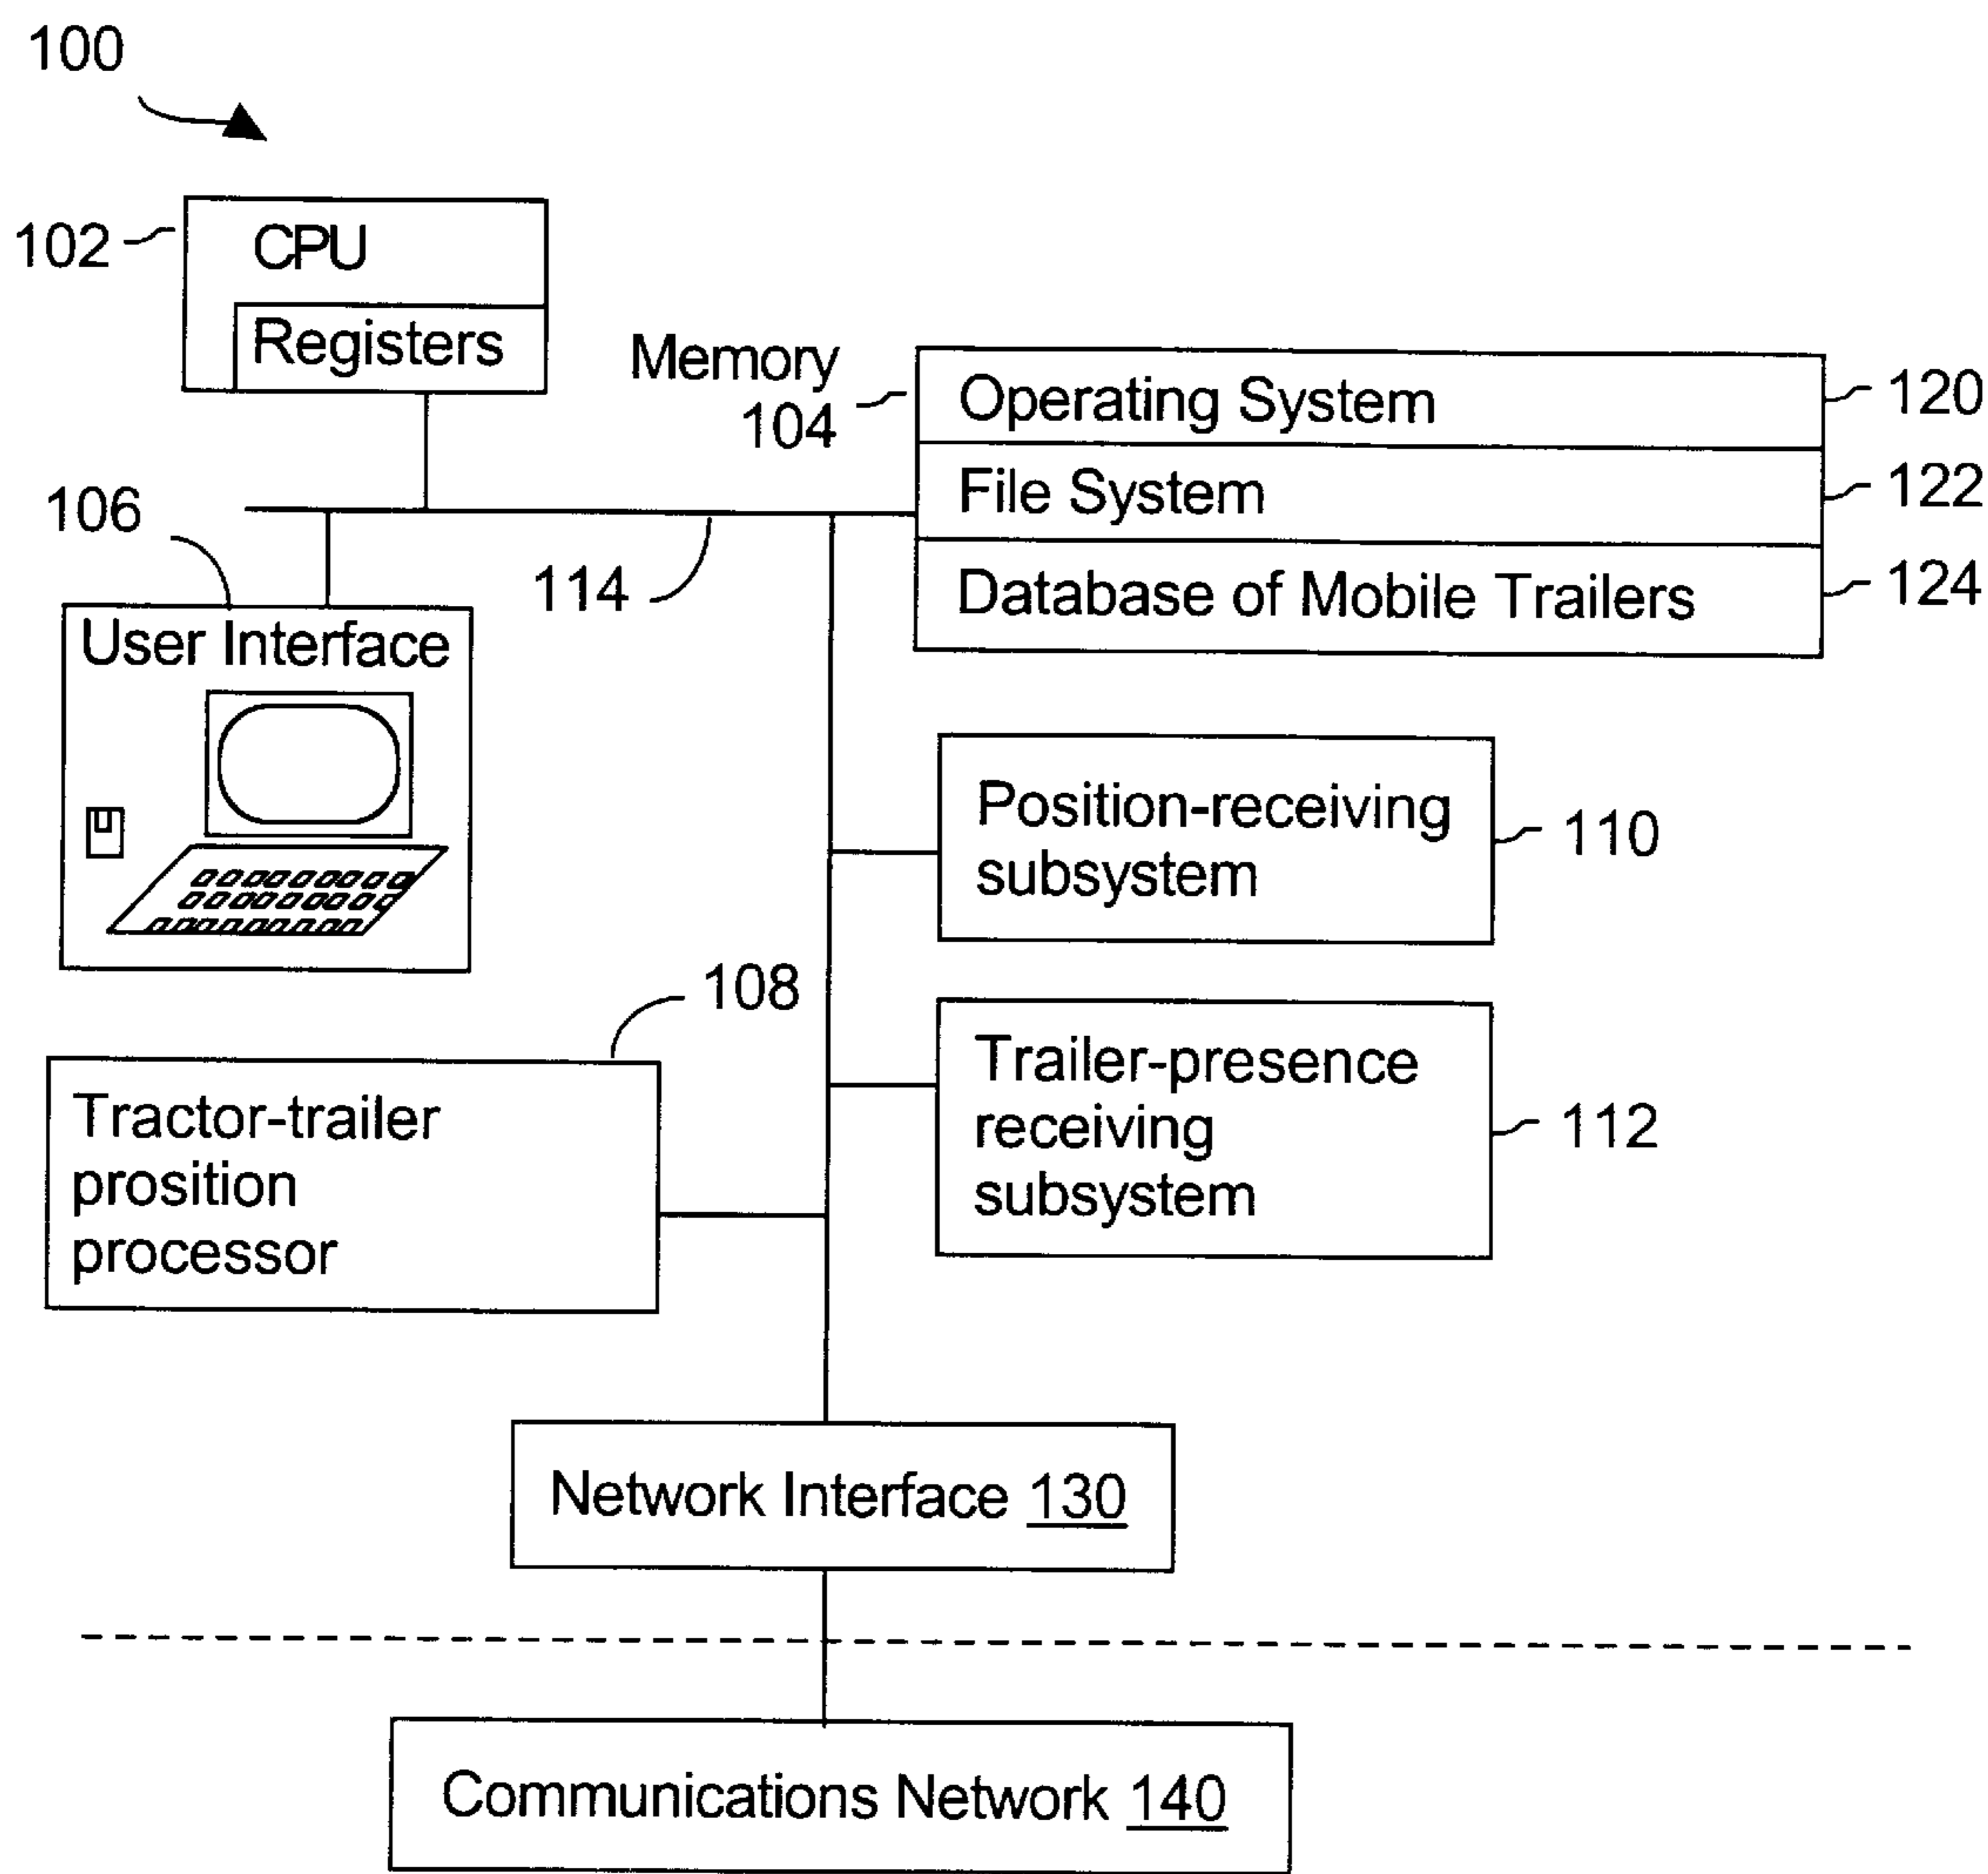 100
102
CPU
Registers
Memory
104
Operating System
120
File System
122
Database of Mobile Trailers
124
106
114
User Interface
Position-receiving
subsystem
110
108
Tractor-trailer
prosition
processor
Trailer-presence
receiving
subsystem
112
Network Interface 130
Communications Network 140